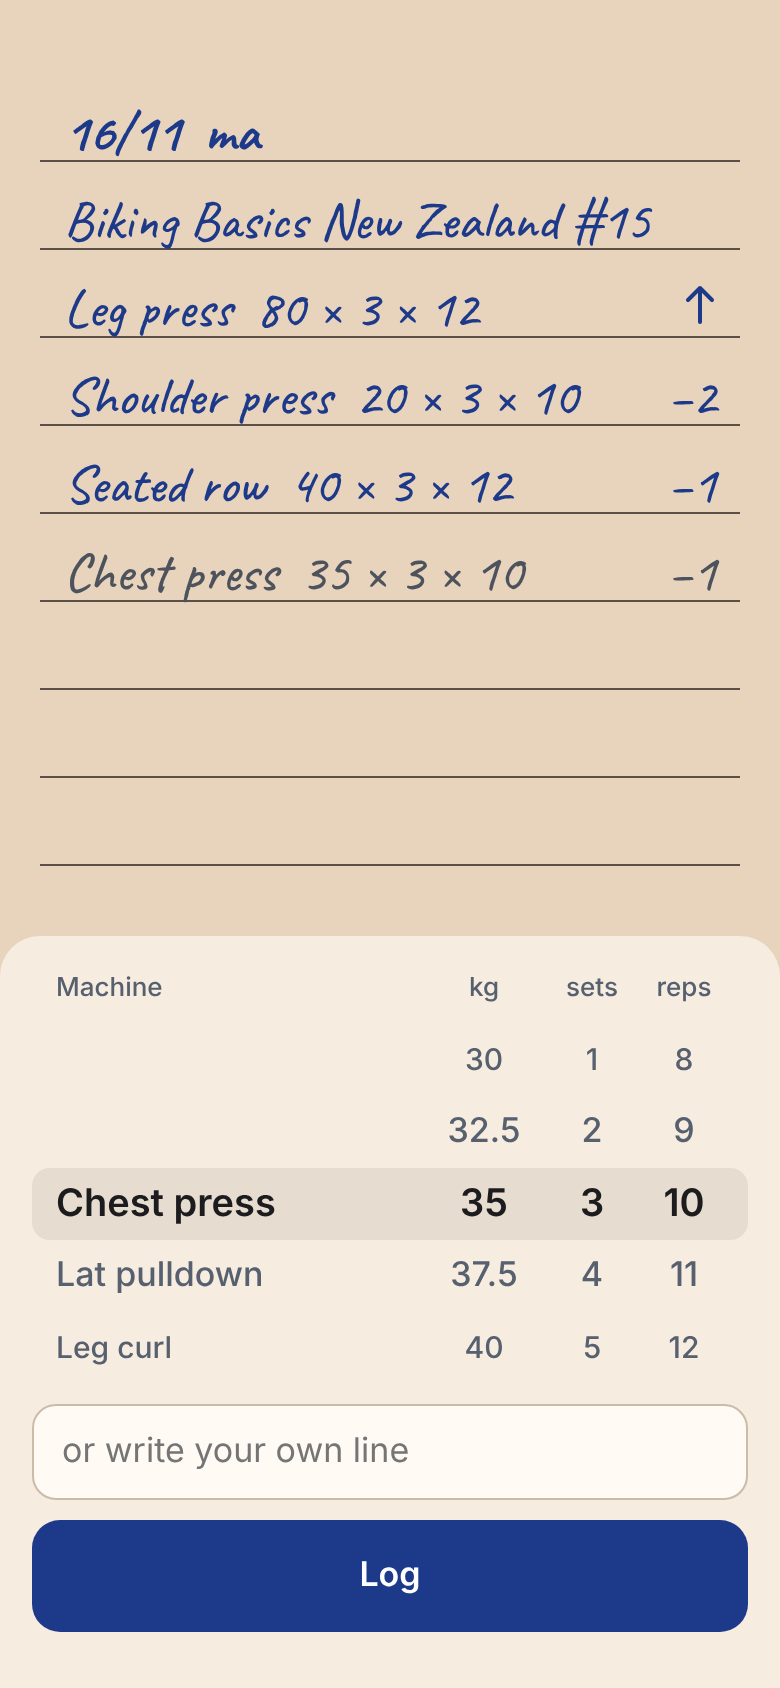 16/11 ma
Biking Basics New Zealand #15
Leg press 80 × 3 × 12 ↑
Shoulder press 20 × 3 × 10 –2
Seated row 40 × 3 × 12 –1
Chest press 35 × 3 × 10 –1
Machine kg sets reps
30 1 8
32.5 2 9
Chest press 35 3 10
Lat pulldown 37.5 4 11
Leg curl 40 5 12
or write your own line
Log